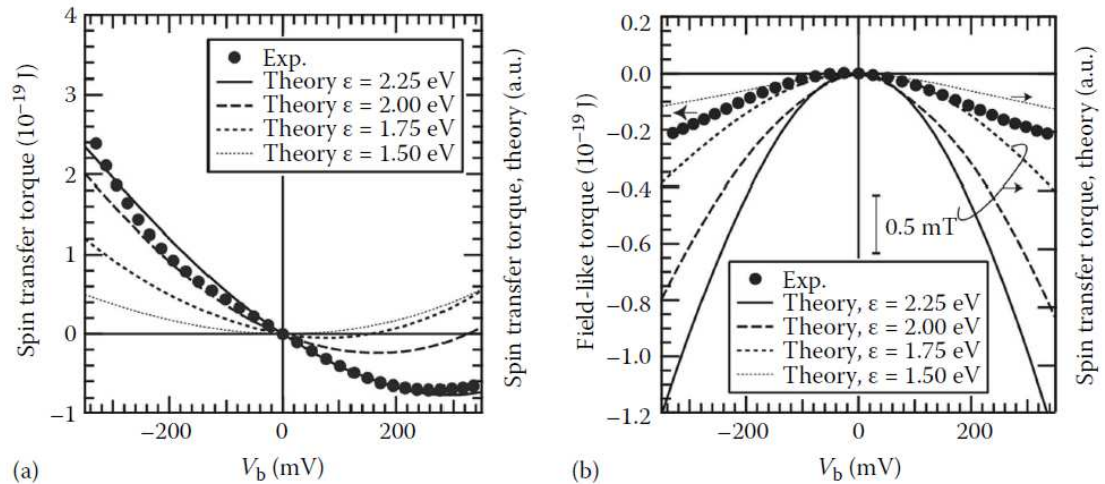 4
3
2
1
0
−1
Spin transfer torque (10⁻¹⁹ J)
Exp.
Theory ε = 2.25 eV
Theory ε = 2.00 eV
Theory ε = 1.75 eV
Theory ε = 1.50 eV
Spin transfer torque, theory (a.u.)
−200
0
200
(a)
V_b (mV)
0.2
0.0
−0.2
−0.4
−0.6
−0.8
−1.0
−1.2
Field-like torque (10⁻¹⁹ J)
0.5 mT
Exp.
Theory, ε = 2.25 eV
Theory, ε = 2.00 eV
Theory, ε = 1.75 eV
Theory, ε = 1.50 eV
Spin transfer torque, theory (a.u.)
−200
0
200
(b)
V_b (mV)